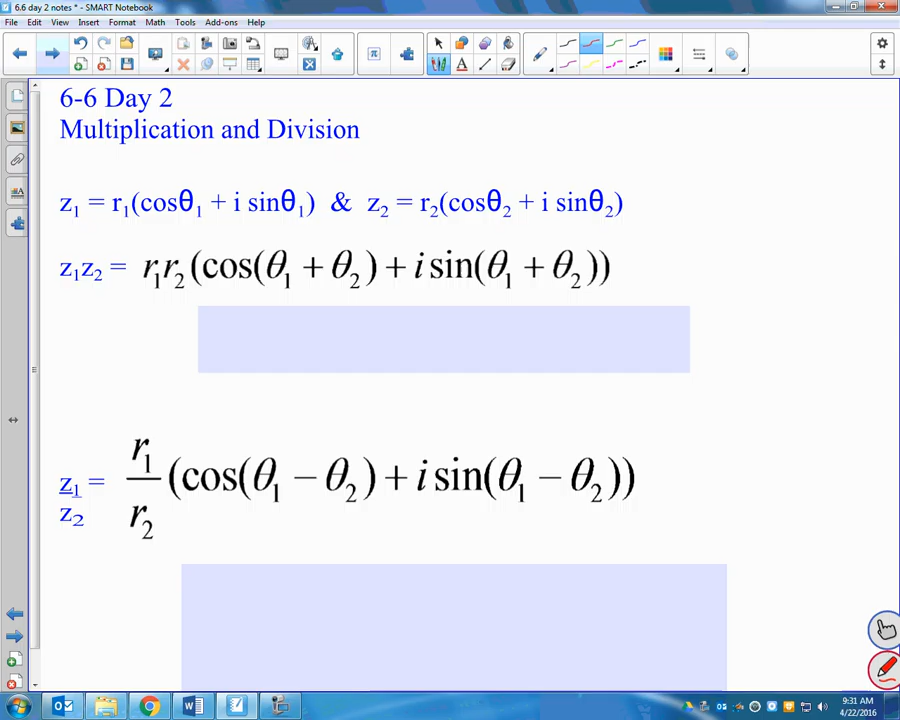 6.6 day 2 notes * - SMART Notebook
File Edit View Insert Format Math Tools Add-ons Help
6-6 Day 2
Multiplication and Division
z₁ = r₁(cosθ₁ + i sinθ₁) & z₂ = r₂(cosθ₂ + i sinθ₂)
z₁z₂ = r₁r₂(cos(θ₁ + θ₂) + i sin(θ₁ + θ₂))
z₁/z₂ = r₁/r₂ (cos(θ₁ − θ₂) + i sin(θ₁ − θ₂))
9:31 AM
4/22/2016